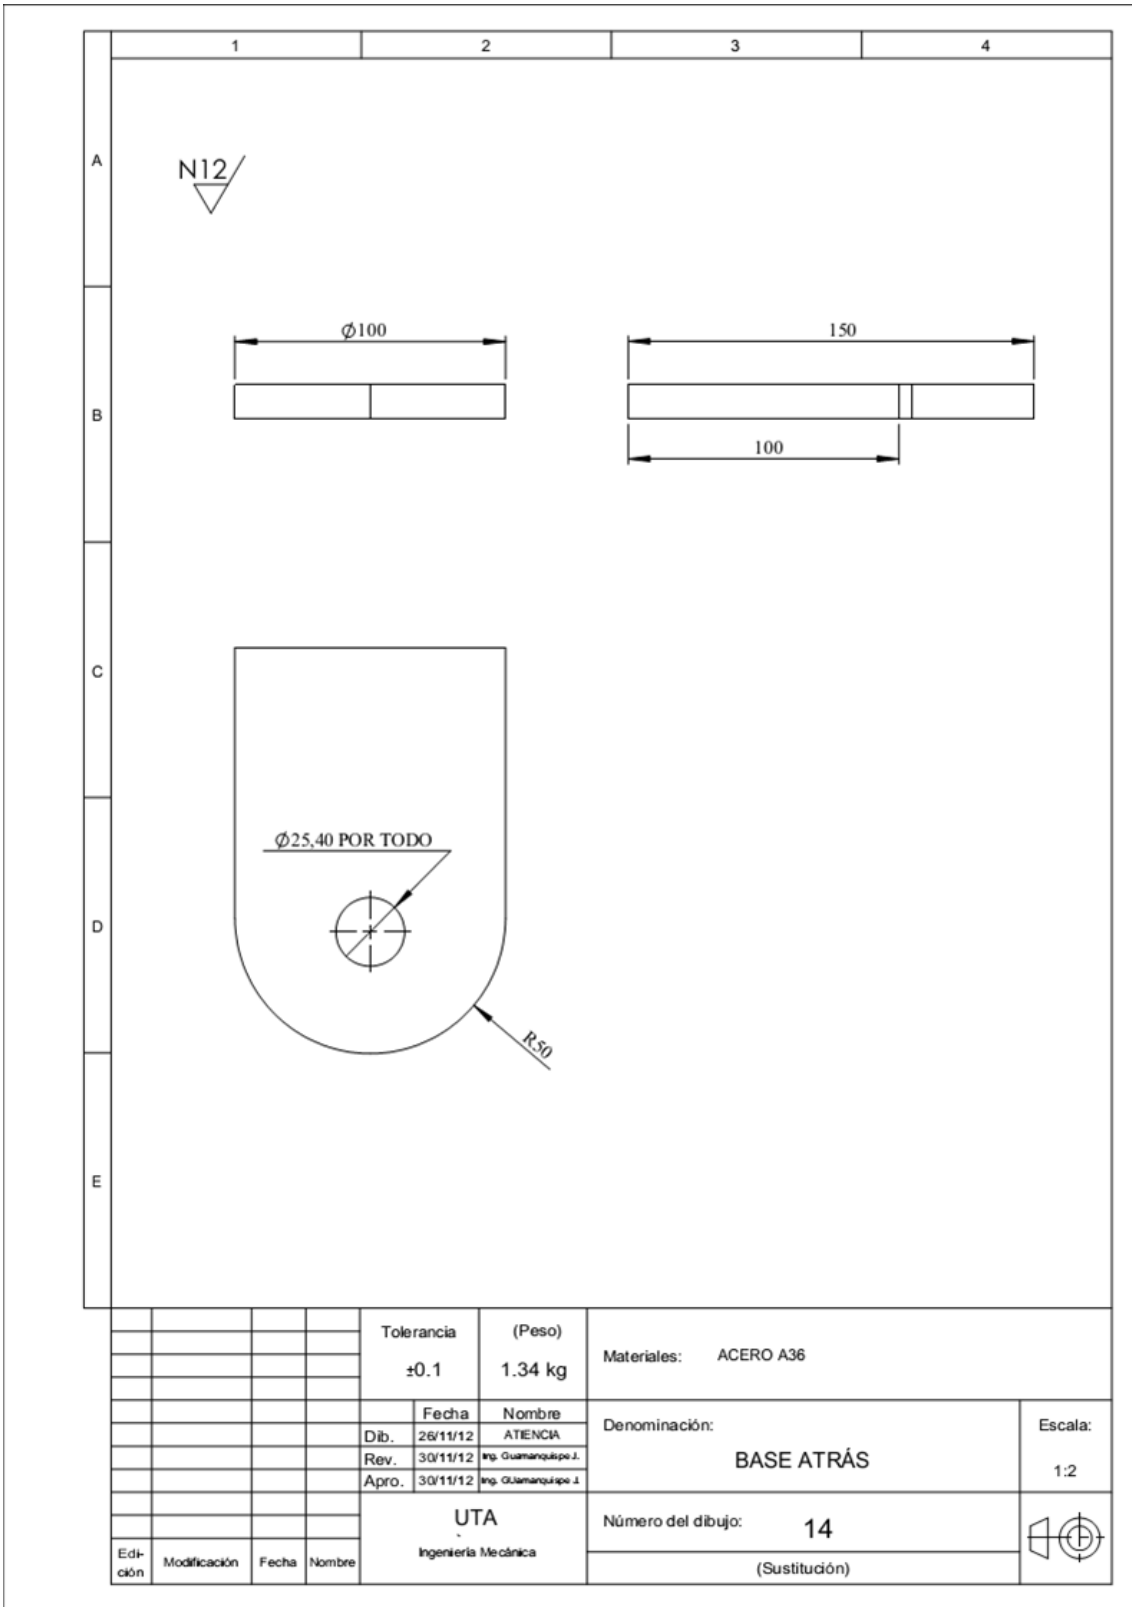 1 2 3 4
A
N12
B
Ø100
150
100
C
Ø25,40 POR TODO
D
R50
E
Tolerancia
±0.1
(Peso)
1.34 kg
Materiales: ACERO A36
Fecha Nombre
Dib. 26/11/12 ATIENCIA
Rev. 30/11/12 Ing. Guamanquispe J.
Apro. 30/11/12 Ing. GUamanquispe J.
Denominación:
BASE ATRÁS
Escala:
1:2
UTA
Ingeniería Mecánica
Número del dibujo: 14
(Sustitución)
Edi-
ción
Modificación Fecha Nombre